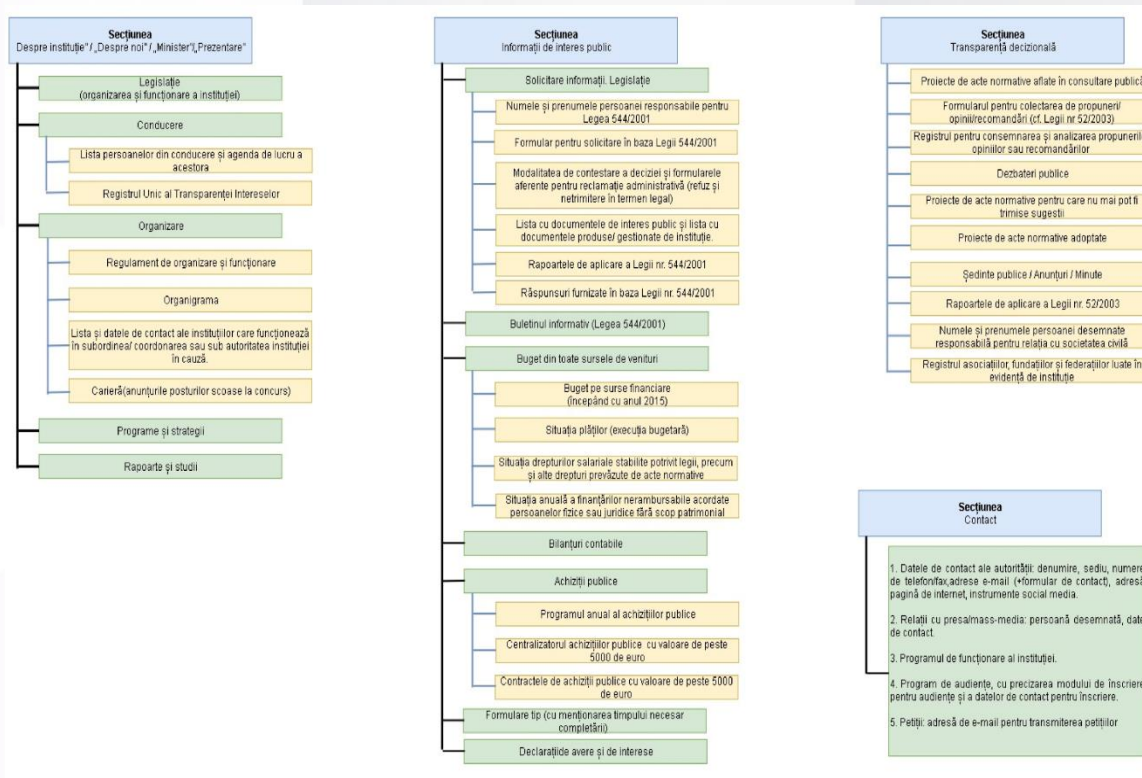 Secțiunea
Despre instituție" / „Despre noi" / „Minister"/„Prezentare"
Legislație
(organizarea și funcționare a instituției)
Conducere
Lista persoanelor din conducere și agenda de lucru a
acestora
Registrul Unic al Transparenței Intereselor
Organizare
Regulament de organizare și funcționare
Organigrama
Lista și datele de contact ale instituțiilor care funcționează
în subordinea/ coordonarea sau sub autoritatea instituției
în cauză.
Carieră(anunțurile posturilor scoase la concurs)
Programe și strategii
Rapoarte și studii
Secțiunea
Informații de interes public
Solicitare informații. Legislație
Numele și prenumele persoanei responsabile pentru
Legea 544/2001
Formular pentru solicitare în baza Legii 544/2001
Modalitatea de contestare a deciziei și formularele
aferente pentru reclamație administrativă (refuz și
netrimitere în termen legal)
Lista cu documentele de interes public și lista cu
documentele produse/ gestionate de instituție.
Rapoartele de aplicare a Legii nr. 544/2001
Răspunsuri furnizate în baza Legii nr. 544/2001
Buletinul informativ (Legea 544/2001)
Buget din toate sursele de venituri
Buget pe surse financiare
(începând cu anul 2015)
Situația plăților (execuția bugetară)
Situația drepturilor salariale stabilite potrivit legii, precum
și alte drepturi prevăzute de acte normative
Situația anuală a finanțărilor nerambursabile acordate
persoanelor fizice sau juridice fără scop patrimonial
Bilanțuri contabile
Achiziții publice
Programul anual al achizițiilor publice
Centralizatorul achizițiilor publice cu valoare de peste
5000 de euro
Contractele de achiziții publice cu valoare de peste 5000
de euro
Formulare tip (cu menționarea timpului necesar
completării)
Declarațiide avere și de interese
Secțiunea
Transparență decizională
Proiecte de acte normative aflate în consultare publică
Formularul pentru colectarea de propuneri/
opinii/recomandări (cf. Legii nr 52/2003)
Registrul pentru consemnarea și analizarea propunerilo
opiniilor sau recomandărilor
Dezbateri publice
Proiecte de acte normative pentru care nu mai pot fi
trimise sugestii
Proiecte de acte normative adoptate
Ședinte publice / Anunțuri / Minute
Rapoartele de aplicare a Legii nr. 52/2003
Numele și prenumele persoanei desemnate
responsabilă pentru relația cu societatea civilă
Registrul asociațiilor, fundațiilor și federațiilor luate în
evidență de instituție
Secțiunea
Contact
1. Datele de contact ale autorității: denumire, sediu, numere
de telefon/fax,adrese e-mail (+formular de contact), adresă
pagină de internet, instrumente social media.
2. Relații cu presa/mass-media: persoană desemnată, date
de contact.
3. Programul de funcționare al instituției.
4. Program de audiențe, cu precizarea modului de înscriere
pentru audiențe și a datelor de contact pentru înscriere.
5. Petiții: adresă de e-mail pentru transmiterea petițiilor